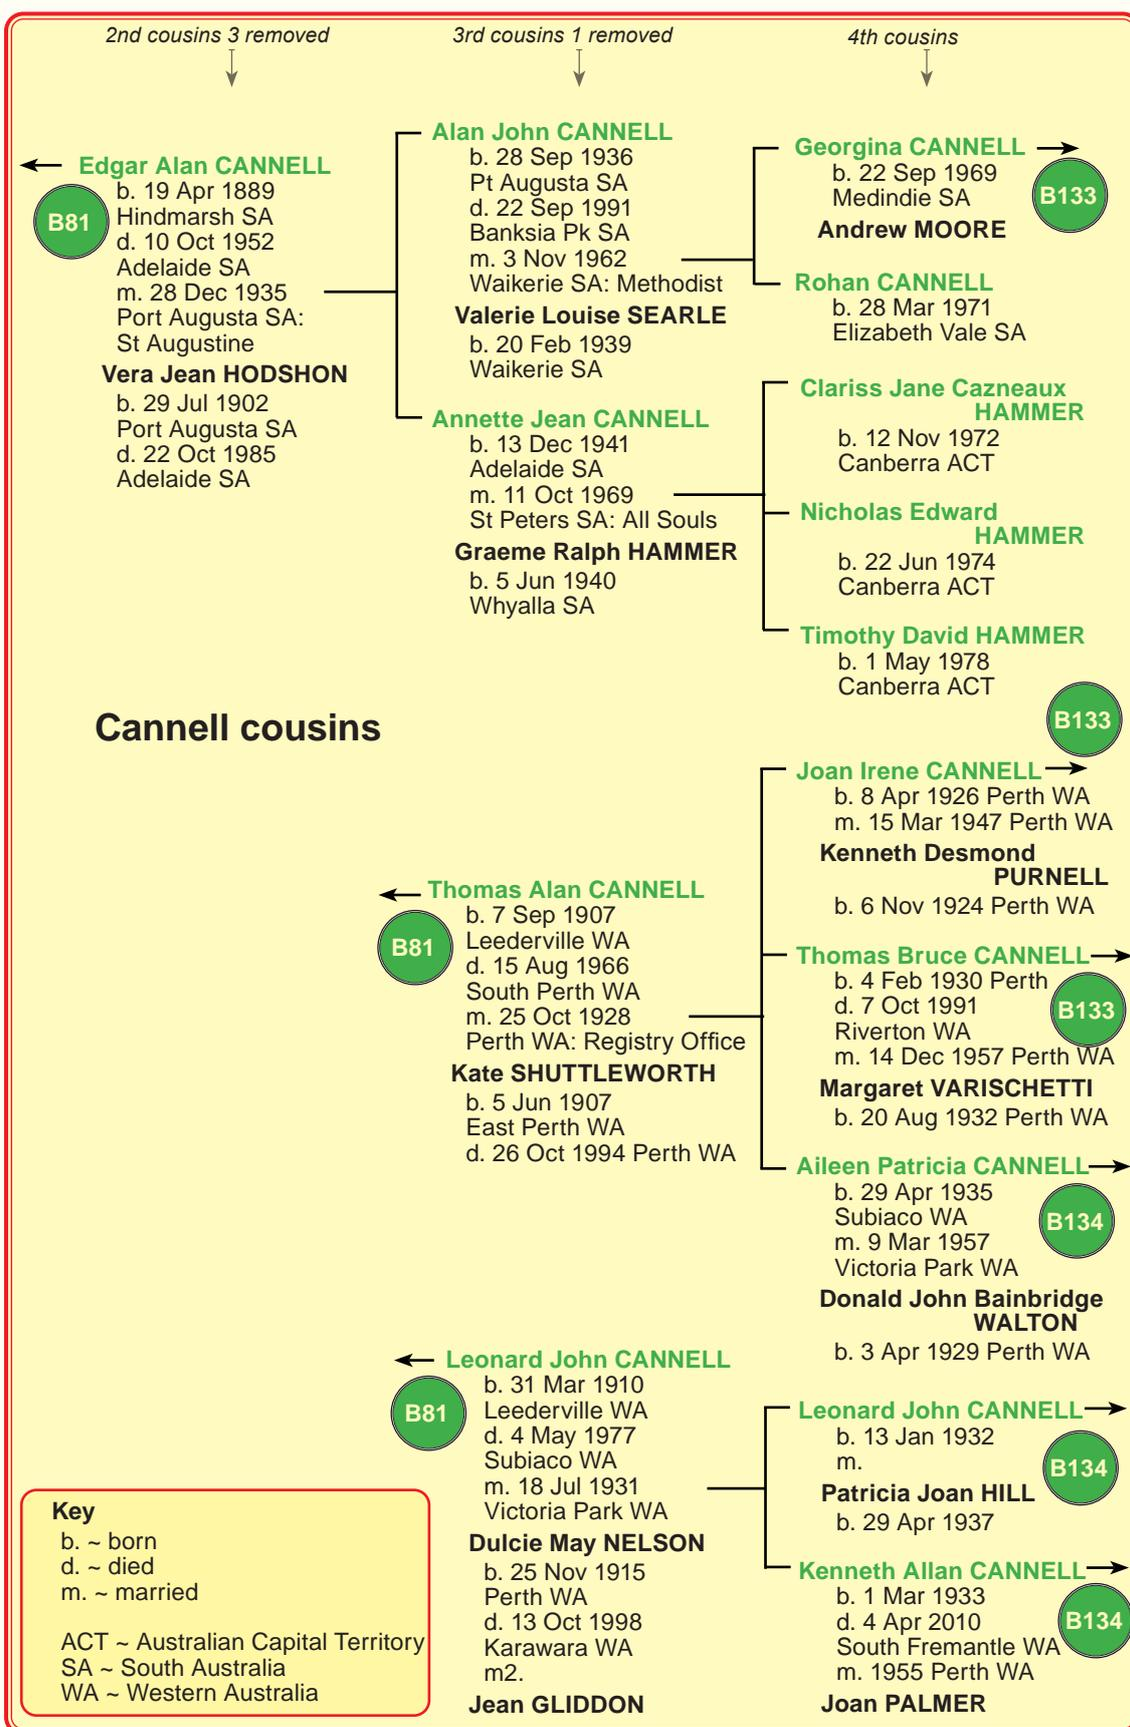 2nd cousins 3 removed
3rd cousins 1 removed
4th cousins
Edgar Alan CANNELL
B81
b. 19 Apr 1889
Hindmarsh SA
d. 10 Oct 1952
Adelaide SA
m. 28 Dec 1935
Port Augusta SA:
St Augustine
Vera Jean HODSHON
b. 29 Jul 1902
Port Augusta SA
d. 22 Oct 1985
Adelaide SA
Alan John CANNELL
b. 28 Sep 1936
Pt Augusta SA
d. 22 Sep 1991
Banksia Pk SA
m. 3 Nov 1962
Waikerie SA: Methodist
Valerie Louise SEARLE
b. 20 Feb 1939
Waikerie SA
Annette Jean CANNELL
b. 13 Dec 1941
Adelaide SA
m. 11 Oct 1969
St Peters SA: All Souls
Graeme Ralph HAMMER
b. 5 Jun 1940
Whyalla SA
Georgina CANNELL
b. 22 Sep 1969
Medindie SA
B133
Andrew MOORE
Rohan CANNELL
b. 28 Mar 1971
Elizabeth Vale SA
Clariss Jane Cazneaux
HAMMER
b. 12 Nov 1972
Canberra ACT
Nicholas Edward
HAMMER
b. 22 Jun 1974
Canberra ACT
Timothy David HAMMER
b. 1 May 1978
Canberra ACT
Cannell cousins
B133
Thomas Alan CANNELL
B81
b. 7 Sep 1907
Leederville WA
d. 15 Aug 1966
South Perth WA
m. 25 Oct 1928
Perth WA: Registry Office
Kate SHUTTLEWORTH
b. 5 Jun 1907
East Perth WA
d. 26 Oct 1994 Perth WA
Joan Irene CANNELL
b. 8 Apr 1926 Perth WA
m. 15 Mar 1947 Perth WA
Kenneth Desmond
PURNELL
b. 6 Nov 1924 Perth WA
Thomas Bruce CANNELL
b. 4 Feb 1930 Perth
d. 7 Oct 1991
B133
Riverton WA
m. 14 Dec 1957 Perth WA
Margaret VARISCHETTI
b. 20 Aug 1932 Perth WA
Aileen Patricia CANNELL
b. 29 Apr 1935
Subiaco WA
B134
m. 9 Mar 1957
Victoria Park WA
Donald John Bainbridge
WALTON
b. 3 Apr 1929 Perth WA
Leonard John CANNELL
B81
b. 31 Mar 1910
Leederville WA
d. 4 May 1977
Subiaco WA
m. 18 Jul 1931
Victoria Park WA
Dulcie May NELSON
b. 25 Nov 1915
Perth WA
d. 13 Oct 1998
Karawara WA
m2.
Jean GLIDDON
Leonard John CANNELL
b. 13 Jan 1932
m.
B134
Patricia Joan HILL
b. 29 Apr 1937
Kenneth Allan CANNELL
b. 1 Mar 1933
d. 4 Apr 2010
B134
South Fremantle WA
m. 1955 Perth WA
Joan PALMER
Key
b. ~ born
d. ~ died
m. ~ married
ACT ~ Australian Capital Territory
SA ~ South Australia
WA ~ Western Australia